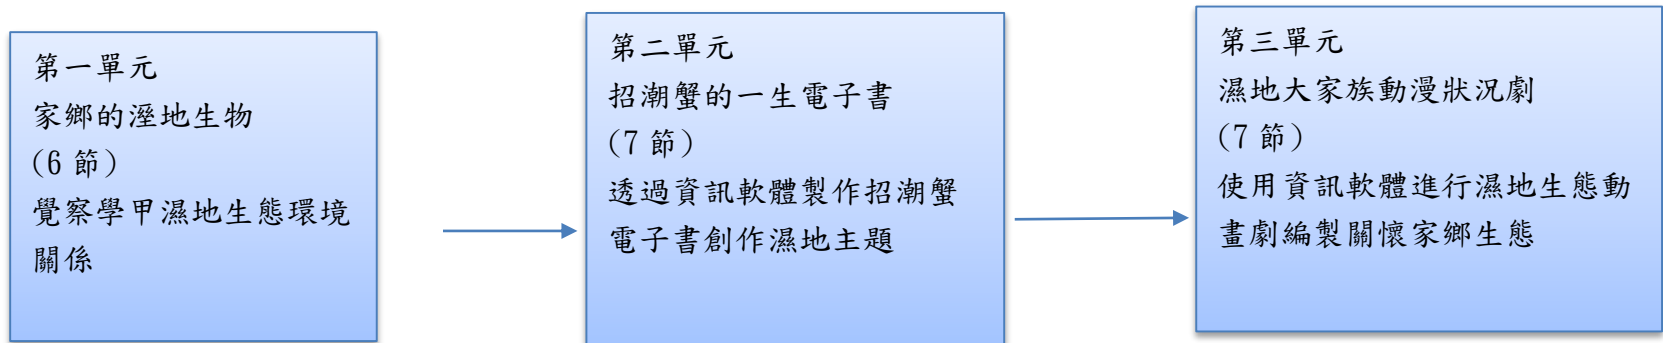 第一單元
家鄉的溼地生物
(6 節)
覺察學甲濕地生態環境
關係
第二單元
招潮蟹的一生電子書
(7 節)
透過資訊軟體製作招潮蟹
電子書創作濕地主題
第三單元
濕地大家族動漫狀況劇
(7 節)
使用資訊軟體進行濕地生態動
畫劇編製關懷家鄉生態